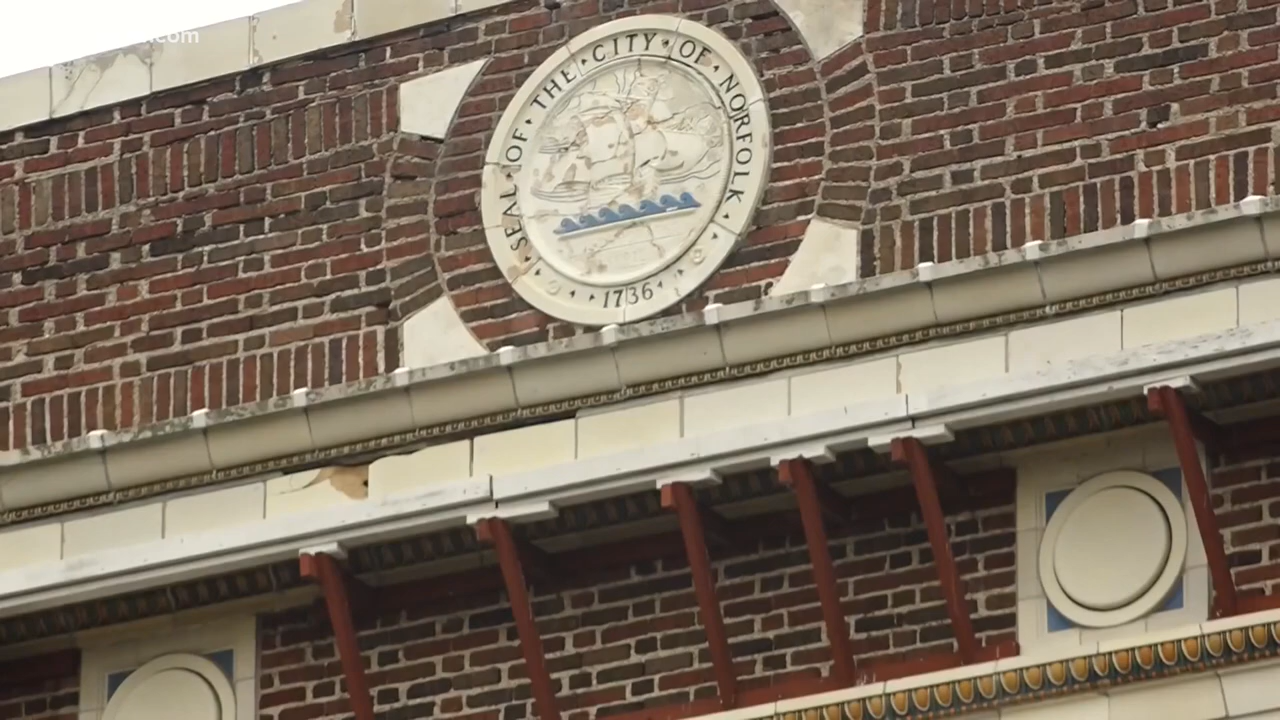 SEAL · OF · THE · CITY · OF · NORFOLK
· 1736 ·